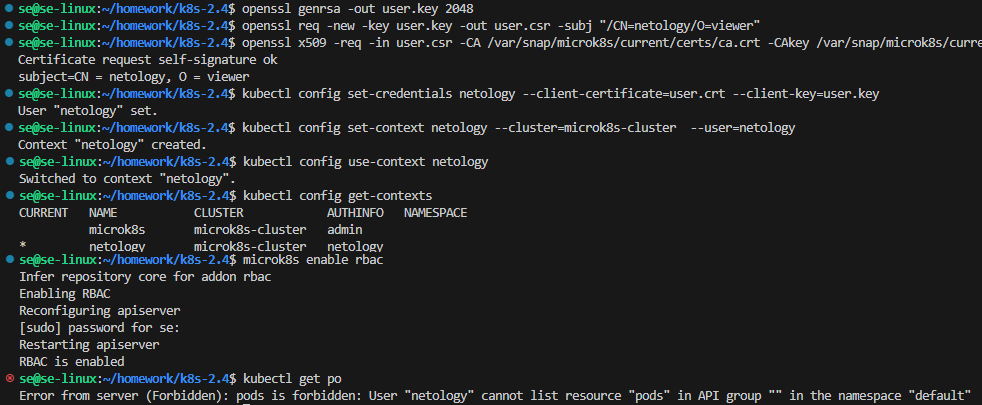 se@se-linux:~/homework/k8s-2.4$ openssl genrsa -out user.key 2048
se@se-linux:~/homework/k8s-2.4$ openssl req -new -key user.key -out user.csr -subj "/CN=netology/O=viewer"
se@se-linux:~/homework/k8s-2.4$ openssl x509 -req -in user.csr -CA /var/snap/microk8s/current/certs/ca.crt -CAkey /var/snap/microk8s/curre
Certificate request self-signature ok
subject=CN = netology, O = viewer
se@se-linux:~/homework/k8s-2.4$ kubectl config set-credentials netology --client-certificate=user.crt --client-key=user.key
User "netology" set.
se@se-linux:~/homework/k8s-2.4$ kubectl config set-context netology --cluster=microk8s-cluster  --user=netology
Context "netology" created.
se@se-linux:~/homework/k8s-2.4$ kubectl config use-context netology
Switched to context "netology".
se@se-linux:~/homework/k8s-2.4$ kubectl config get-contexts
CURRENT   NAME       CLUSTER            AUTHINFO   NAMESPACE
          microk8s   microk8s-cluster   admin
*         netology   microk8s-cluster   netology
se@se-linux:~/homework/k8s-2.4$ microk8s enable rbac
Infer repository core for addon rbac
Enabling RBAC
Reconfiguring apiserver
[sudo] password for se:
Restarting apiserver
RBAC is enabled
se@se-linux:~/homework/k8s-2.4$ kubectl get po
Error from server (Forbidden): pods is forbidden: User "netology" cannot list resource "pods" in API group "" in the namespace "default"